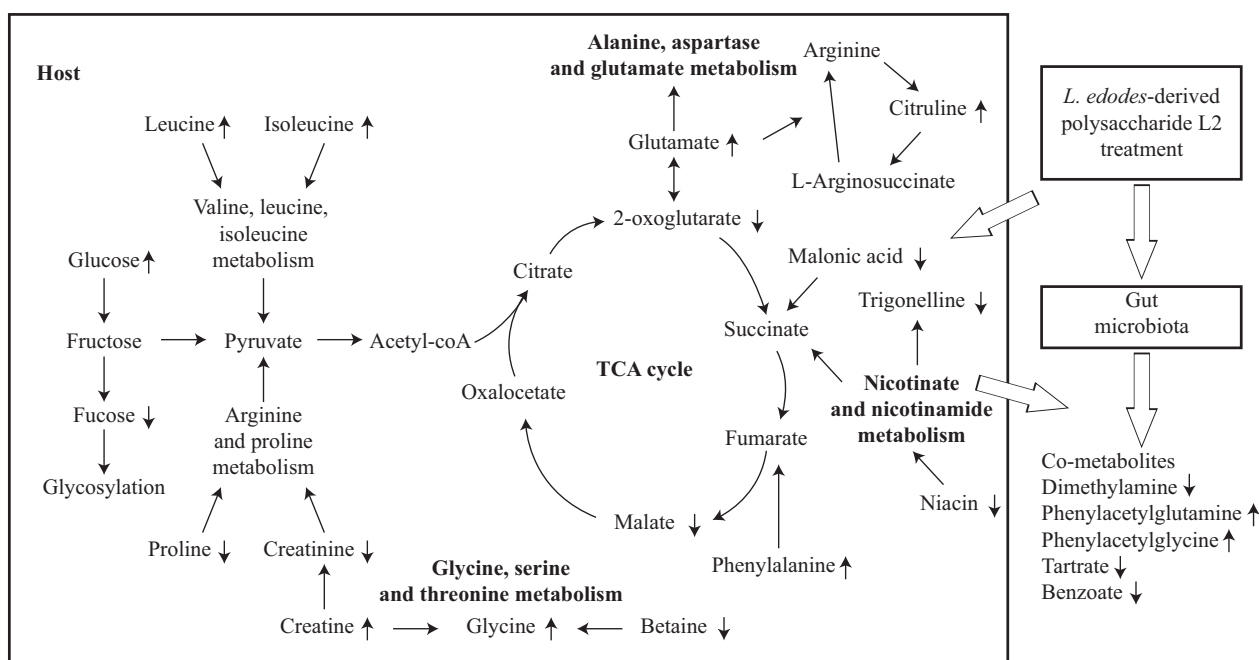 Host
Alanine, aspartase
and glutamate metabolism
Arginine
Citruline
L-Arginosuccinate
Glutamate
2-oxoglutarate
Leucine
Isoleucine
Valine, leucine,
isoleucine
metabolism
Glucose
Fructose
Fucose
Glycosylation
Pyruvate
Acetyl-coA
Citrate
Oxalocetate
TCA cycle
Succinate
Fumarate
Malate
Malonic acid
Trigonelline
Nicotinate
and nicotinamide
metabolism
Niacin
Phenylalanine
Arginine
and proline
metabolism
Proline
Creatinine
Glycine, serine
and threonine metabolism
Creatine
Glycine
Betaine
L. edodes-derived
polysaccharide L2
treatment
Gut
microbiota
Co-metabolites
Dimethylamine
Phenylacetylglutamine
Phenylacetylglycine
Tartrate
Benzoate